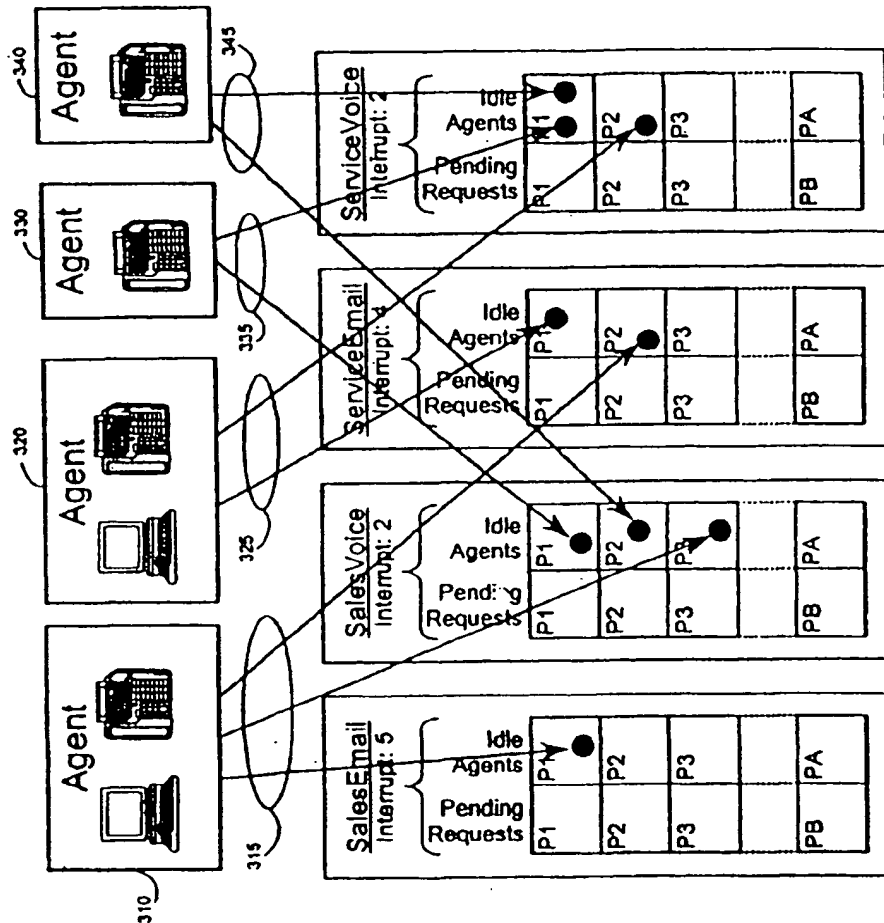 310
320
330
340
Agent
Agent
Agent
Agent
315
325
335
345
SalesEmail
Interrupt: 5
Pending Requests
Idle Agents
P1 P1
P2 P2
P3 P3
PB PA
SalesVoice
Interrupt: 2
Requests
Idle Agents
P1 P1
P2 P2
P3 P3
PB PA
ServiceEmail
Interrupt: 4
Pending Requests
Idle Agents
P1 P1
P2 P2
P3 P3
PB PA
ServiceVoice
Interrupt: 2
Pending Requests
Idle Agents
P1 P1
P2 P2
P3 P3
PB PA